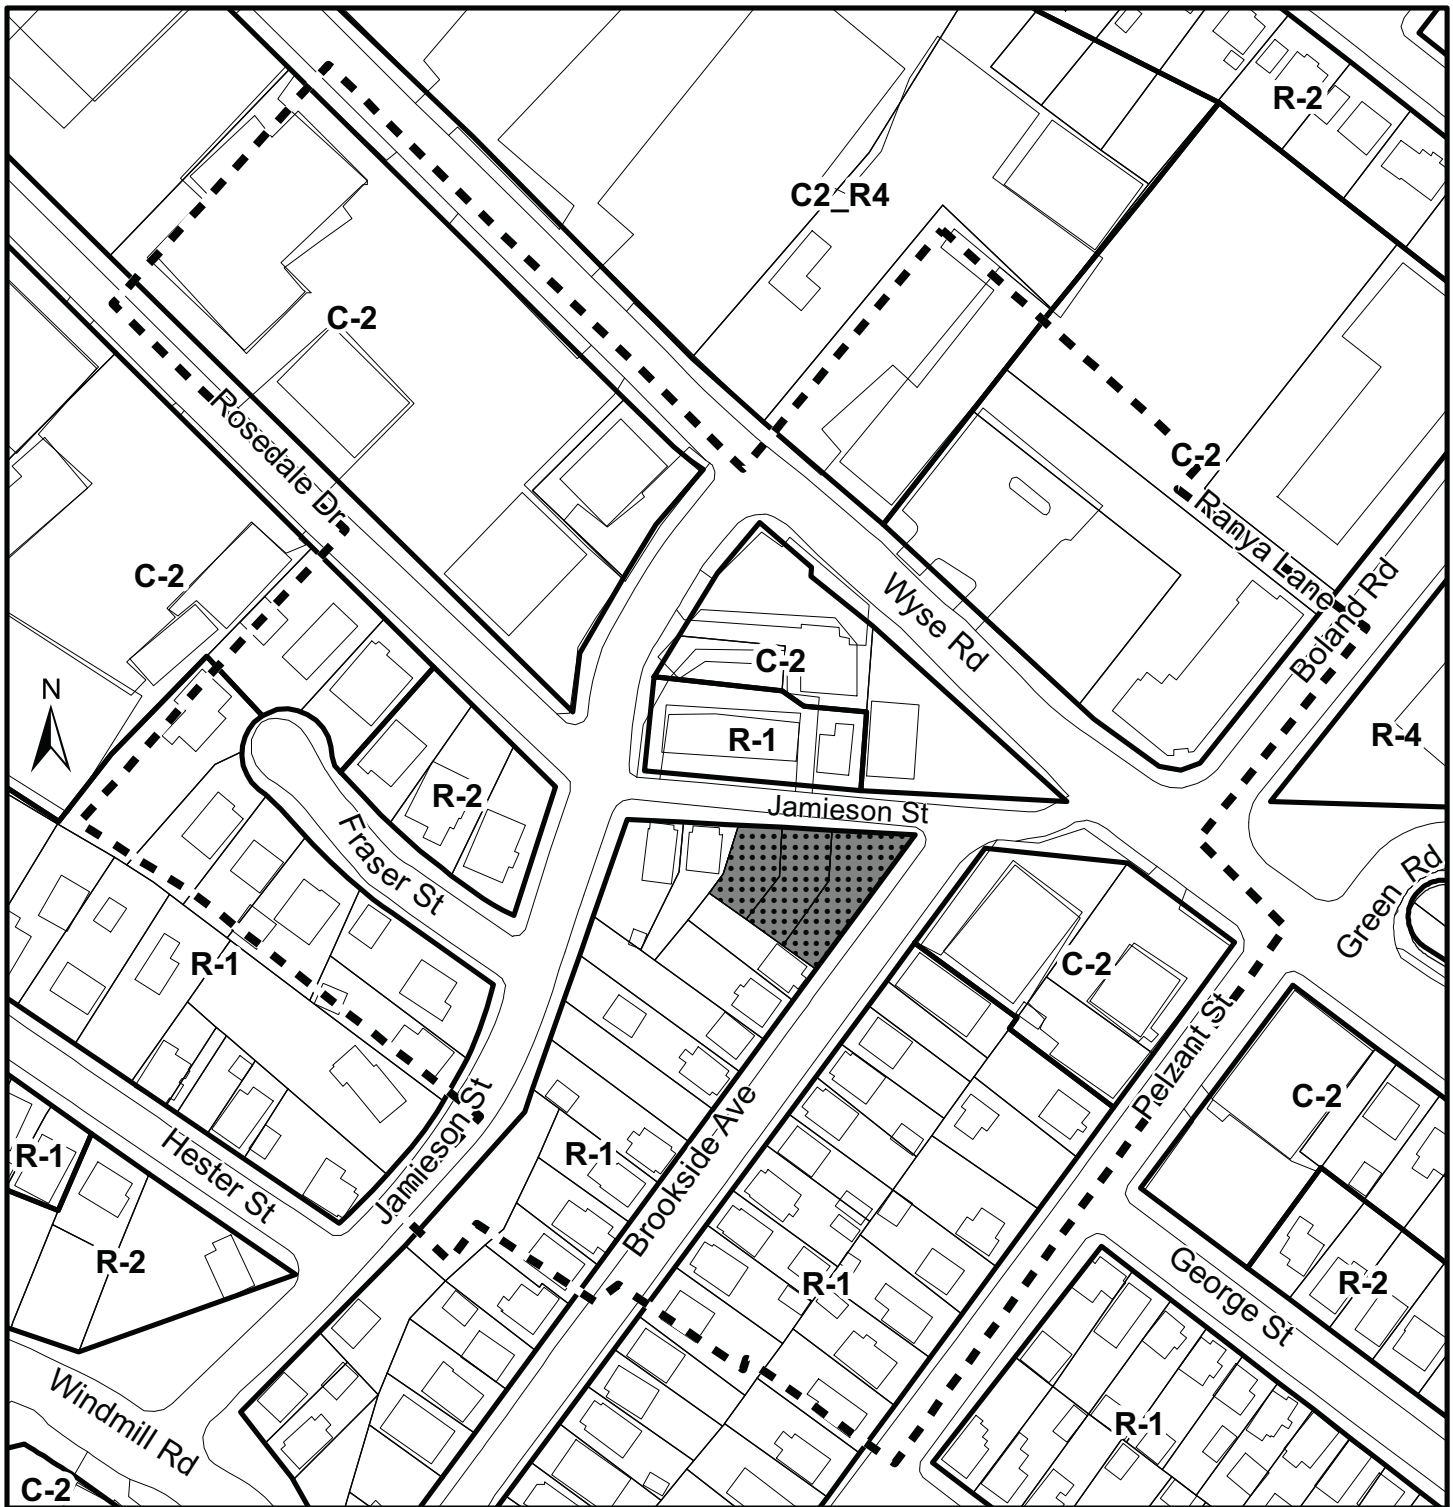 R-2
C2_R4
C-2
Rosedale Dr
C-2
Ranya Lane
C-2
Boland Rd
Wyse Rd
C-2
N
R-1
R-4
R-2
Jamieson St
Fraser St
Green Rd
R-1
C-2
Pelzant St
C-2
Hester St
R-1
Jamieson St
R-1
Brookside Ave
R-2
R-1
George St
R-2
Windmill Rd
R-1
C-2